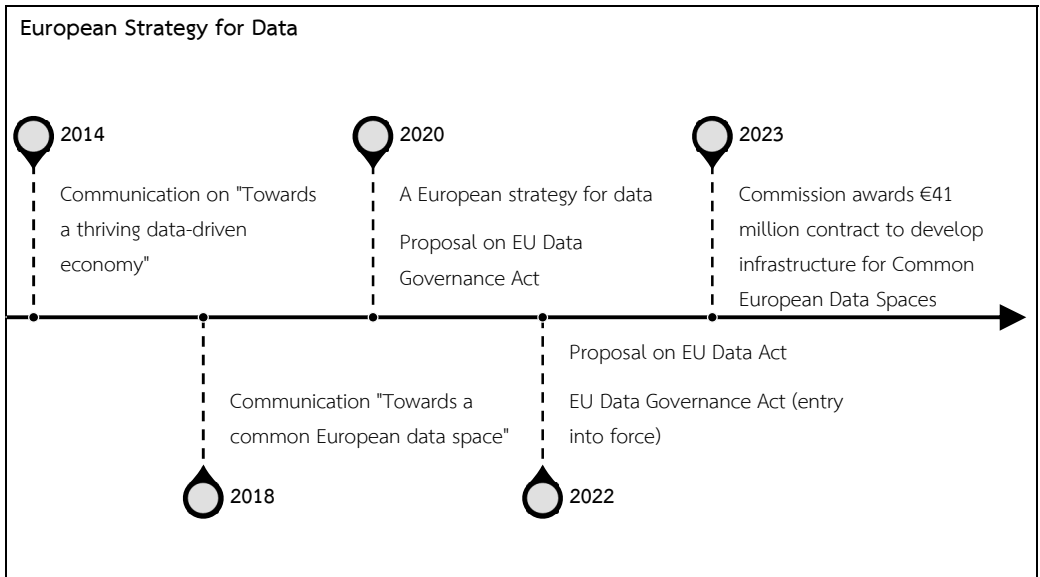 European Strategy for Data
2014
Communication on "Towards
a thriving data-driven
economy"
2020
A European strategy for data
Proposal on EU Data
Governance Act
2023
Commission awards €41
million contract to develop
infrastructure for Common
European Data Spaces
Communication "Towards a
common European data space"
2018
Proposal on EU Data Act
EU Data Governance Act (entry
into force)
2022